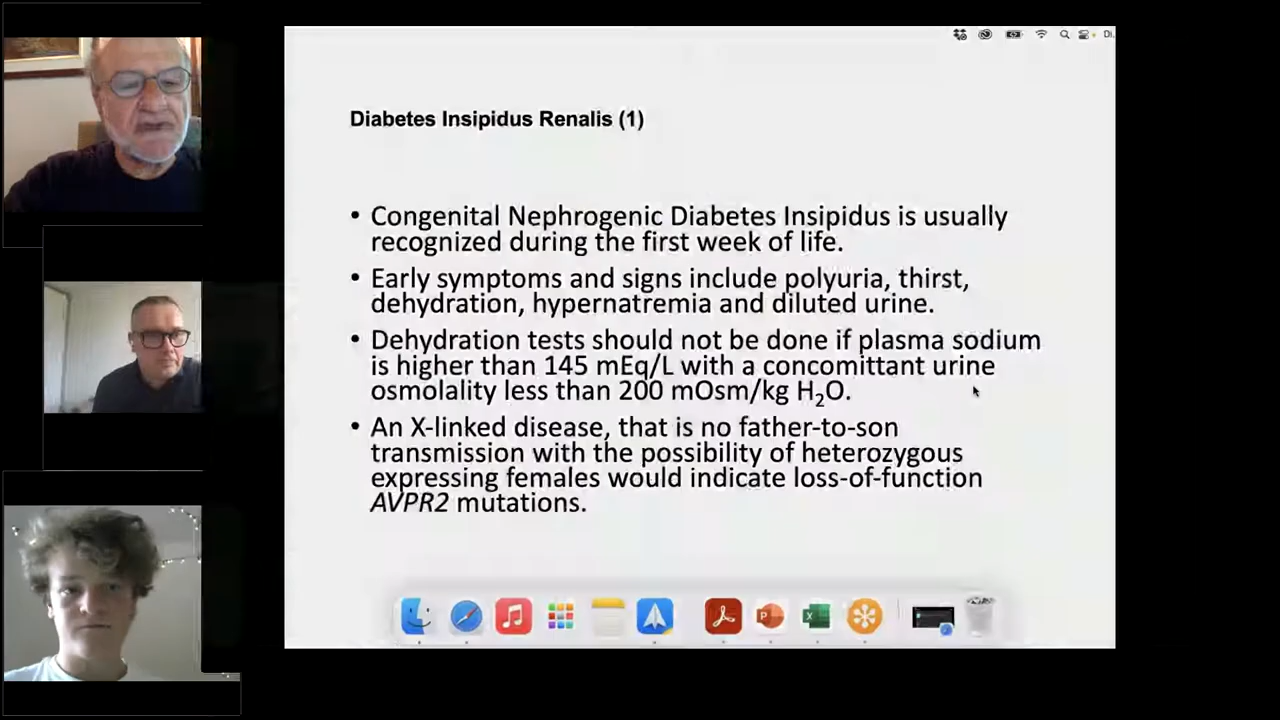 Di.
Diabetes Insipidus Renalis (1)
• Congenital Nephrogenic Diabetes Insipidus is usually
recognized during the first week of life.
• Early symptoms and signs include polyuria, thirst,
dehydration, hypernatremia and diluted urine.
• Dehydration tests should not be done if plasma sodium
is higher than 145 mEq/L with a concomittant urine
osmolality less than 200 mOsm/kg H₂O.
• An X-linked disease, that is no father-to-son
transmission with the possibility of heterozygous
expressing females would indicate loss-of-function
AVPR2 mutations.